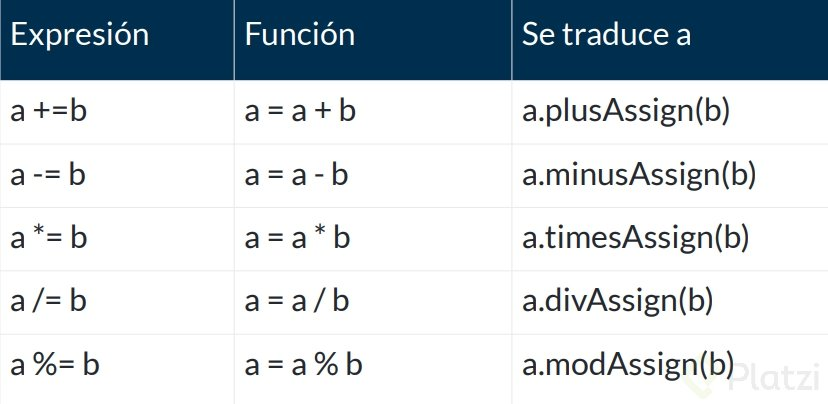 Expresión Función Se traduce a
a +=b a = a + b a.plusAssign(b)
a -= b a = a - b a.minusAssign(b)
a *= b a = a * b a.timesAssign(b)
a /= b a = a / b a.divAssign(b)
a %= b a = a % b a.modAssign(b)
Platzi